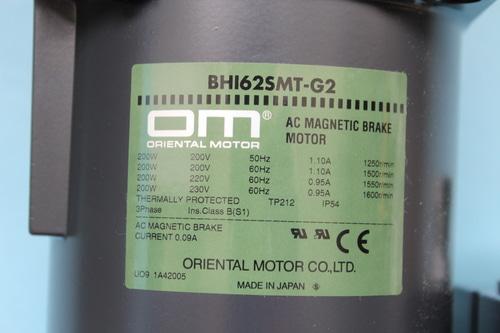 BHI62SMT-G2
om®
ORIENTAL MOTOR
AC MAGNETIC BRAKE
MOTOR
200W 200V 50Hz 1.10A 1250r/min
200W 200V 60Hz 1.10A 1500r/min
200W 220V 60Hz 0.95A 1550r/min
200W 230V 60Hz 0.95A 1600r/min
THERMALLY PROTECTED TP212 IP54
3Phase Ins.Class B(S1)
AC MAGNETIC BRAKE
CURRENT 0.09A
CE
ORIENTAL MOTOR CO.,LTD.
UO9 1A42005
MADE IN JAPAN